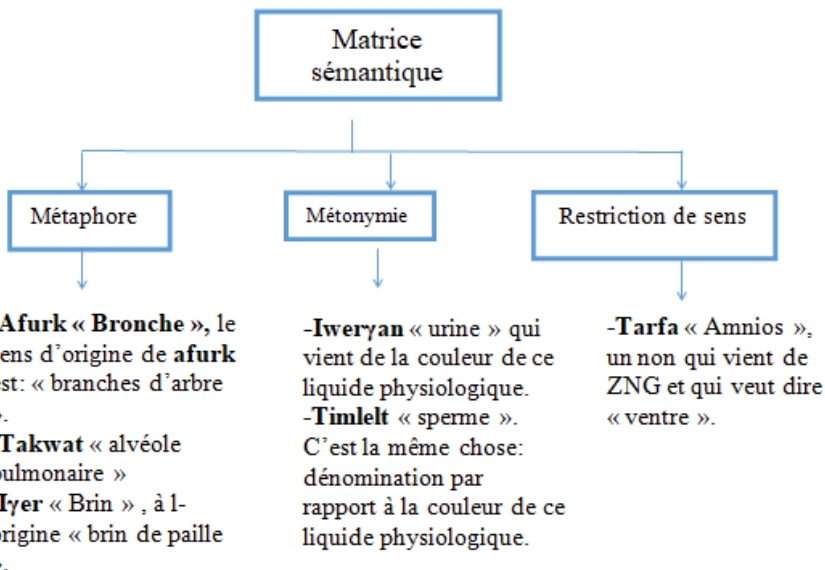 Matrice
sémantique
Métaphore
Métonymie
Restriction de sens
Afurk « Bronche », le
ens d’origine de afurk
est: « branches d’arbre
».
Takwat « alvéole
pulmonaire »
Iɣer « Brin » , à l-
origine « brin de paille
».
-Iwerɣan « urine » qui
vient de la couleur de ce
liquide physiologique.
-Timlelt « sperme ».
C’est la même chose:
dénomination par
rapport à la couleur de ce
liquide physiologique.
-Tarfa « Amnios »,
un non qui vient de
ZNG et qui veut dire
« ventre ».